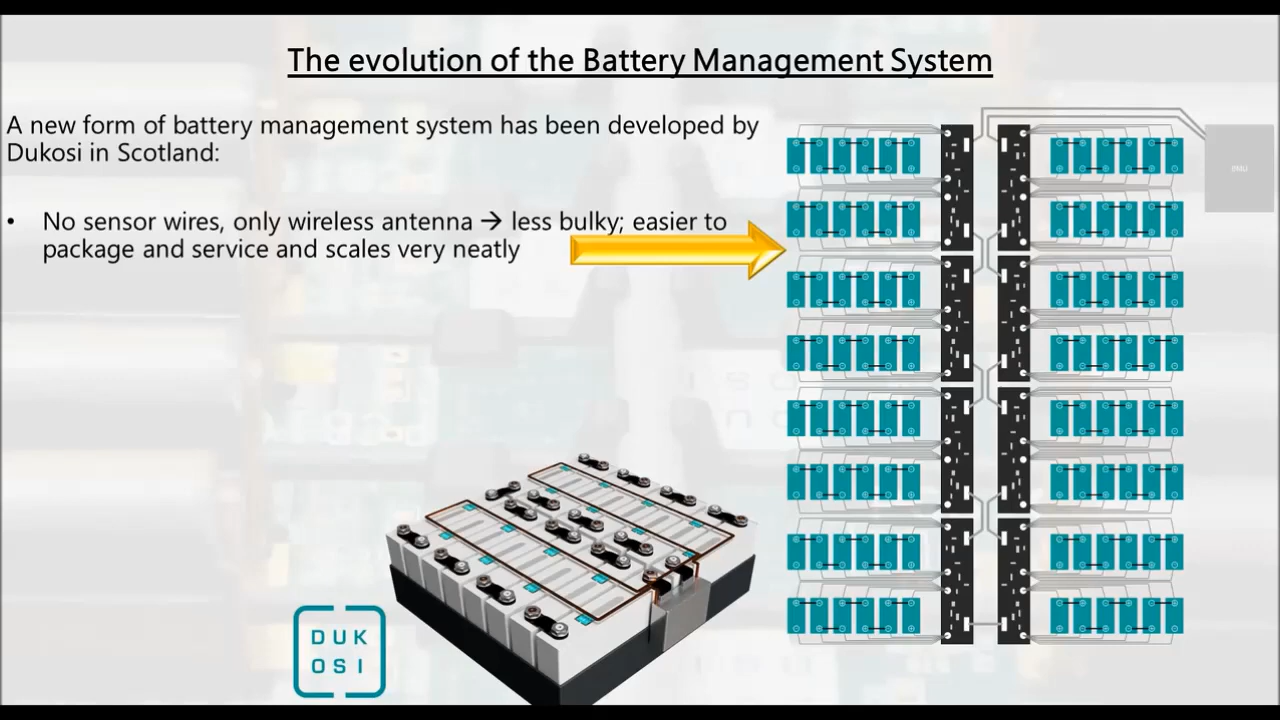 The evolution of the Battery Management System
A new form of battery management system has been developed by
Dukosi in Scotland:
• No sensor wires, only wireless antenna → less bulky; easier to
package and service and scales very neatly
DUK
OSI